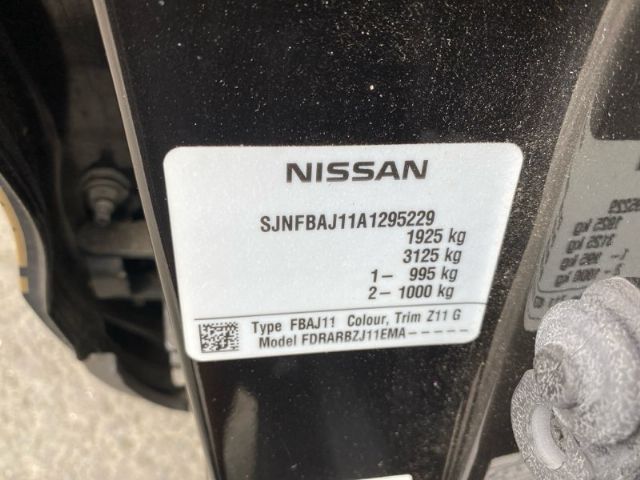 NISSAN
SJNFBAJ11A1295229
1925 kg
3125 kg
1– 995 kg
2– 1000 kg
Type FBAJ11 Colour, Trim Z11 G
Model FDRARBZJ11EMA–